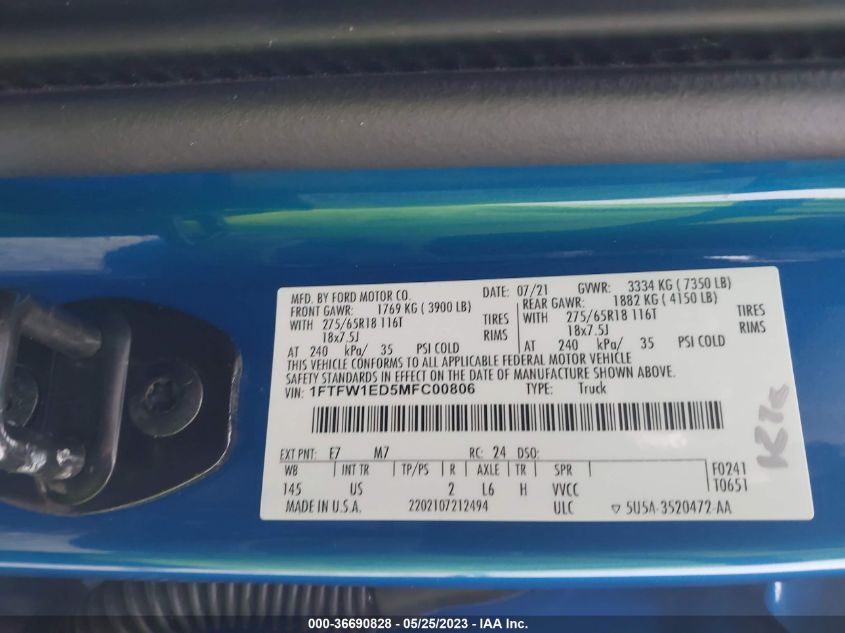 MFD. BY FORD MOTOR CO. DATE: 07/21 GVWR: 3334 KG ( 7350 LB)
FRONT GAWR: 1769 KG ( 3900 LB) REAR GAWR: 1882 KG ( 4150 LB)
WITH 275/65R18 116T TIRES WITH 275/65R18 116T TIRES
18x7.5J RIMS 18x7.5J RIMS
AT 240 kPa/ 35 PSI COLD AT 240 kPa/ 35 PSI COLD
THIS VEHICLE CONFORMS TO ALL APPLICABLE FEDERAL MOTOR VEHICLE
SAFETY STANDARDS IN EFFECT ON THE DATE OF MANUFACTURE SHOWN ABOVE.
VIN: 1FTFW1ED5MFC00806 TYPE: Truck
EXT PNT: E7 M7 RC: 24 DSO:
WB INT TR TP/PS R AXLE TR SPR F0241
145 US 2 L6 H VVCC T0651
MADE IN U.S.A. 2202107212494 ULC ▽ 5U5A-3520472-AA
000-36690828 - 05/25/2023 - IAA Inc.